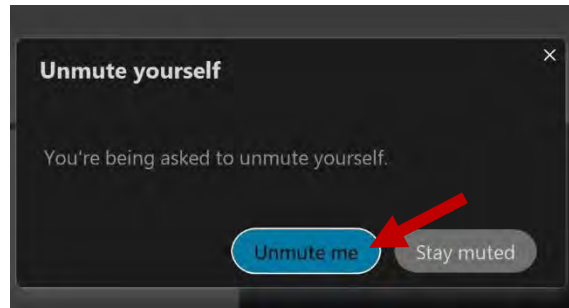 Unmute yourself
You're being asked to unmute yourself.
Unmute me
Stay muted